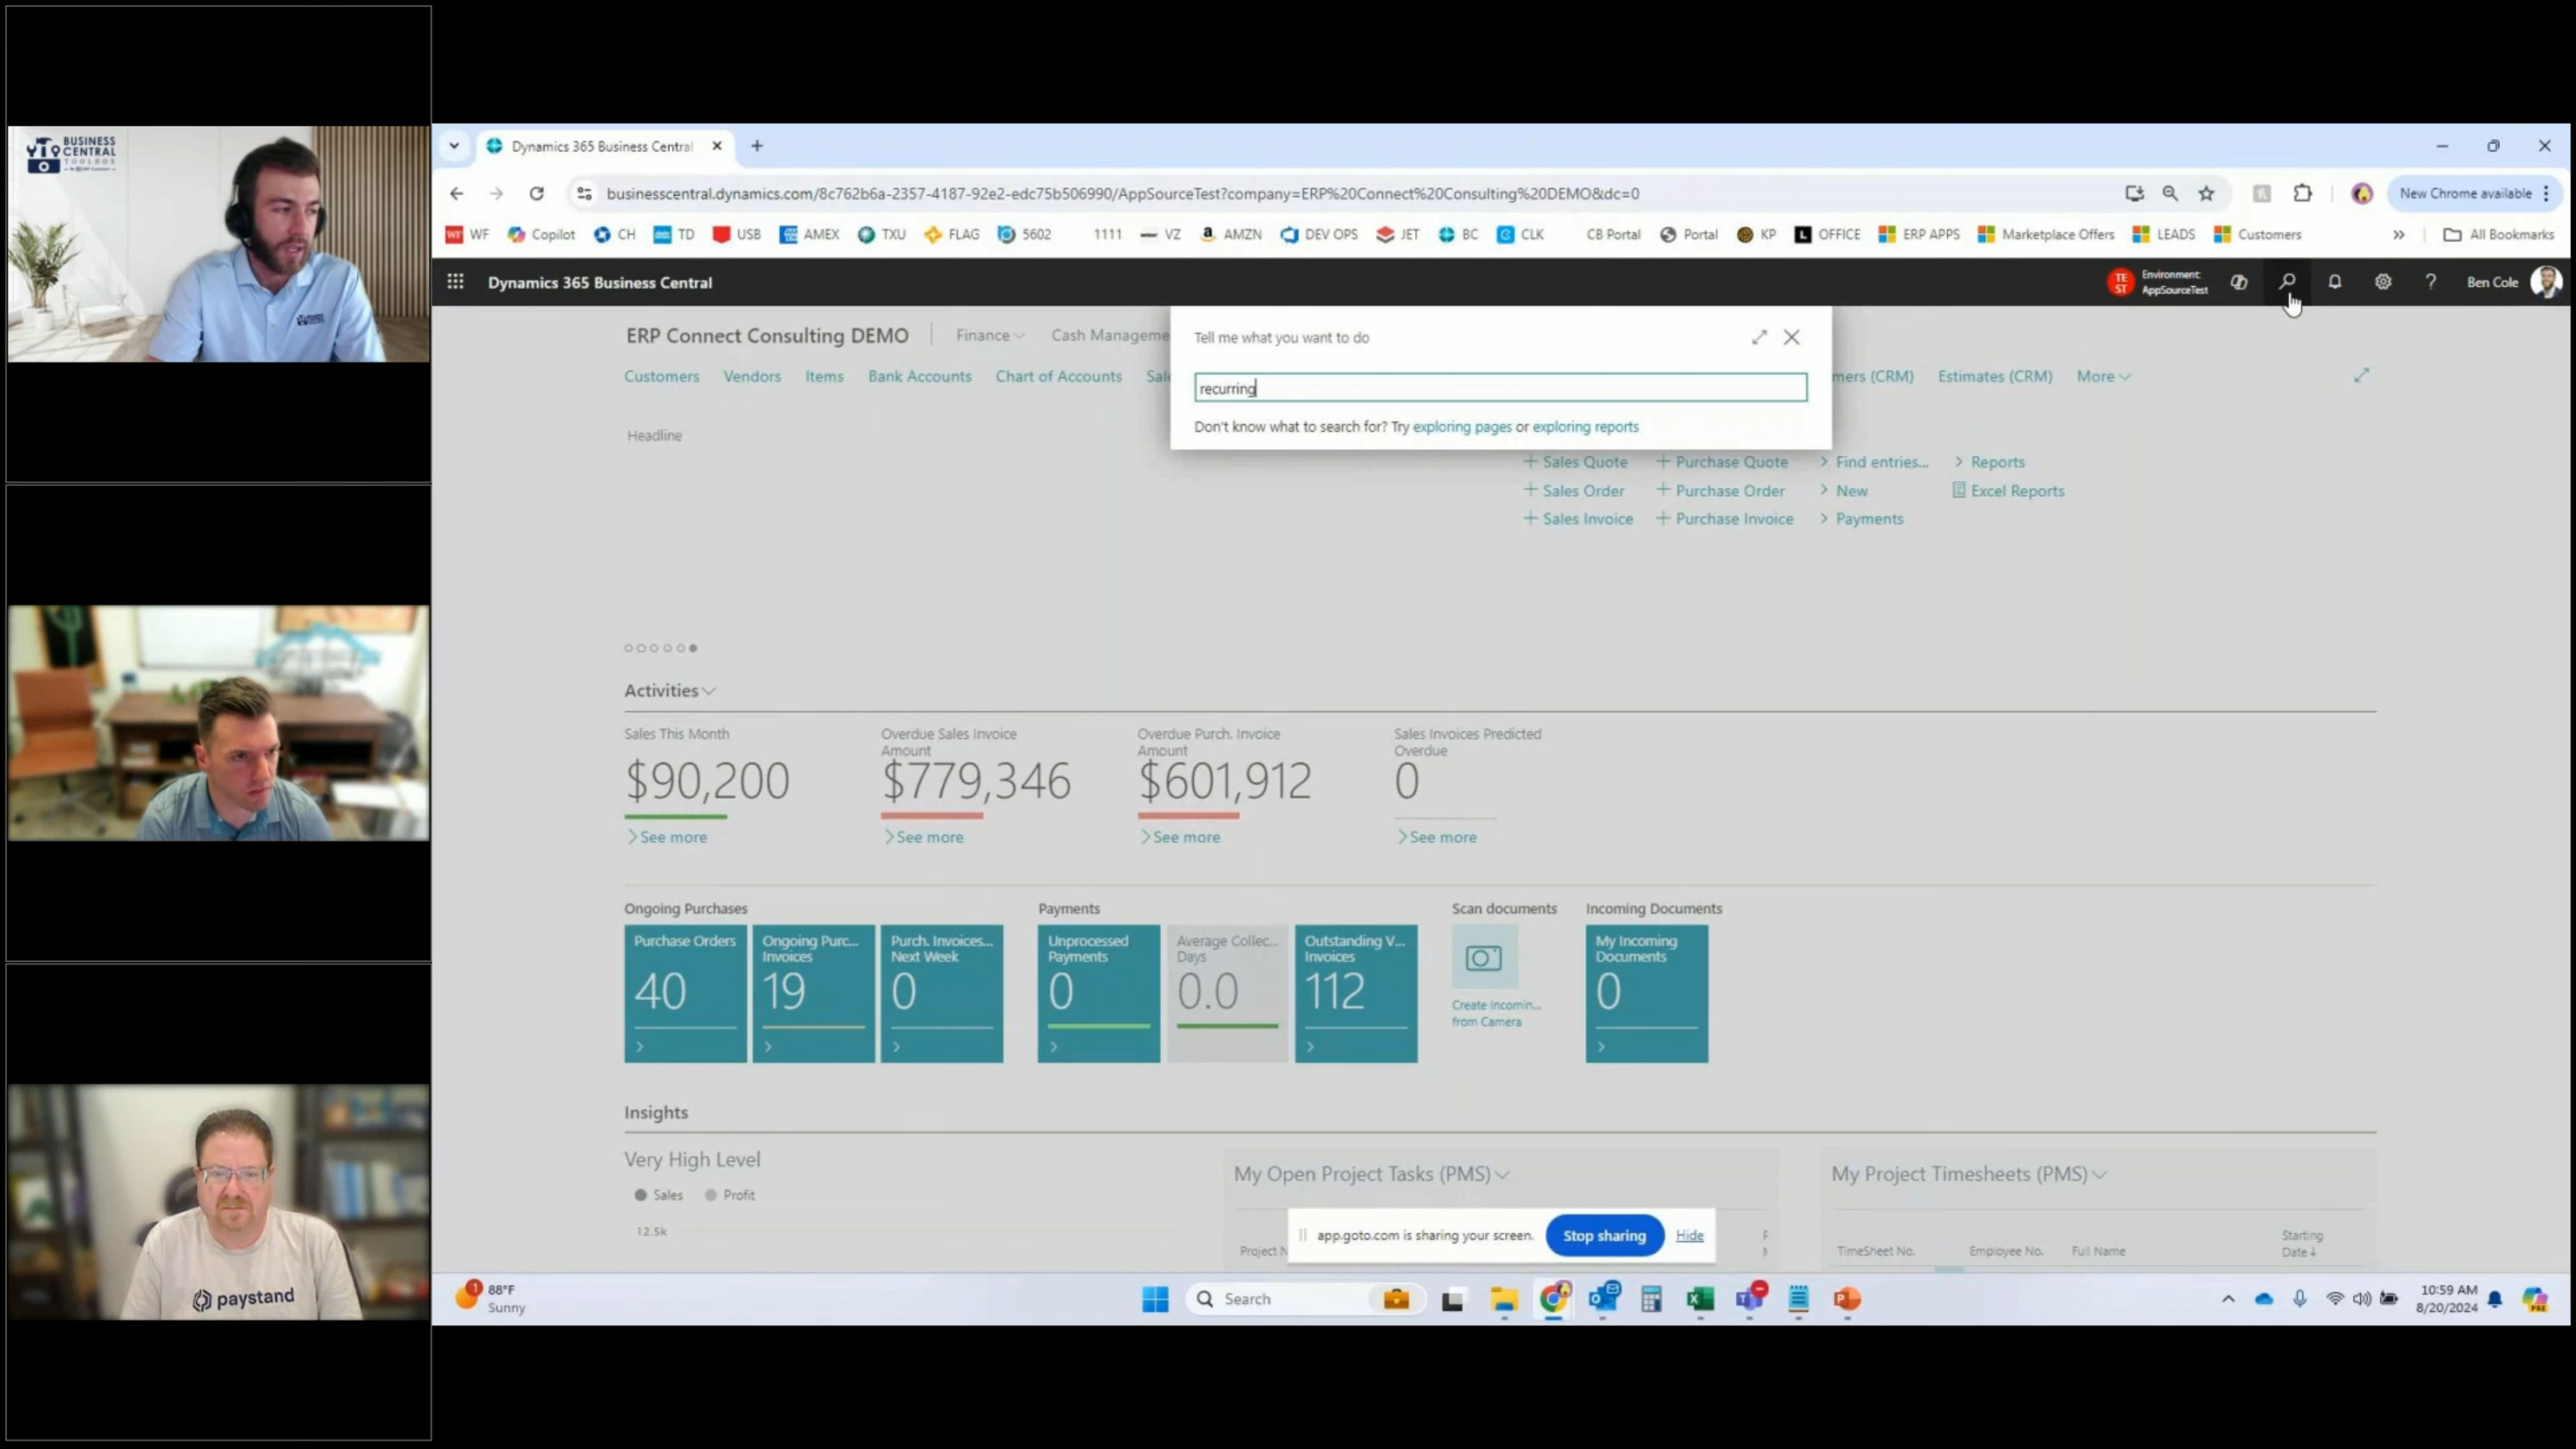 BUSINESS
CENTRAL
TOOLBOX
paystand
Dynamics 365 Business Central
businesscentral.dynamics.com/8c762b6a-2357-4187-92e2-edc75b506990/AppSourceTest?company=ERP%20Connect%20Consulting%20DEMO&dc=0
New Chrome available
WF Copilot CH TD USB AMEX TXU FLAG 5602 1111 VZ AMZN DEV OPS JET BC CLK CB Portal Portal KP OFFICE ERP APPS Marketplace Offers LEADS Customers » All Bookmarks
Dynamics 365 Business Central
TE
ST
Environment:
AppSourceTest
Ben Cole
ERP Connect Consulting DEMO Finance Cash Manageme
Tell me what you want to do
recurring
Don't know what to search for? Try exploring pages or exploring reports
Customers Vendors Items Bank Accounts Chart of Accounts Sal mers (CRM) Estimates (CRM) More
Headline
+ Sales Quote + Purchase Quote > Find entries... > Reports
+ Sales Order + Purchase Order > New Excel Reports
+ Sales Invoice + Purchase Invoice > Payments
Activities
Sales This Month
$90,200
> See more
Overdue Sales Invoice
Amount
$779,346
> See more
Overdue Purch. Invoice
Amount
$601,912
> See more
Sales Invoices Predicted
Overdue
0
> See more
Ongoing Purchases
Purchase Orders
40
Ongoing Purc...
Invoices
19
Purch. Invoices...
Next Week
0
Payments
Unprocessed
Payments
0
Average Collec...
Days
0.0
Outstanding V...
Invoices
112
Scan documents
Create Incomin...
from Camera
Incoming Documents
My Incoming
Documents
0
Insights
Very High Level
Sales Profit
12.5k
My Open Project Tasks (PMS)
Project N
My Project Timesheets (PMS)
TimeSheet No. Employee No. Full Name
Starting
Date ↓
app.goto.com is sharing your screen. Stop sharing Hide
1
88°F
Sunny
Search
PRE
10:59 AM
8/20/2024